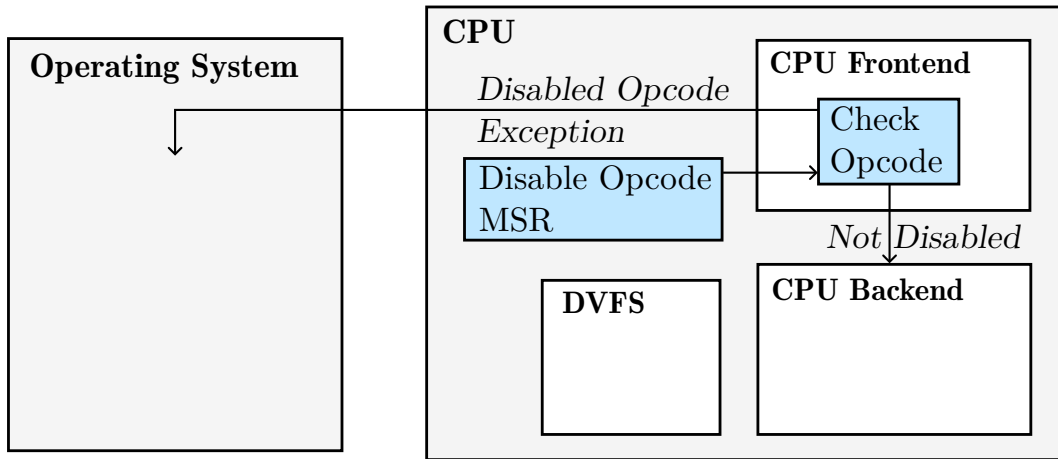 CPU
Operating System
CPU Frontend
Disabled Opcode
Exception
Check
Opcode
Disable Opcode
MSR
Not Disabled
DVFS
CPU Backend